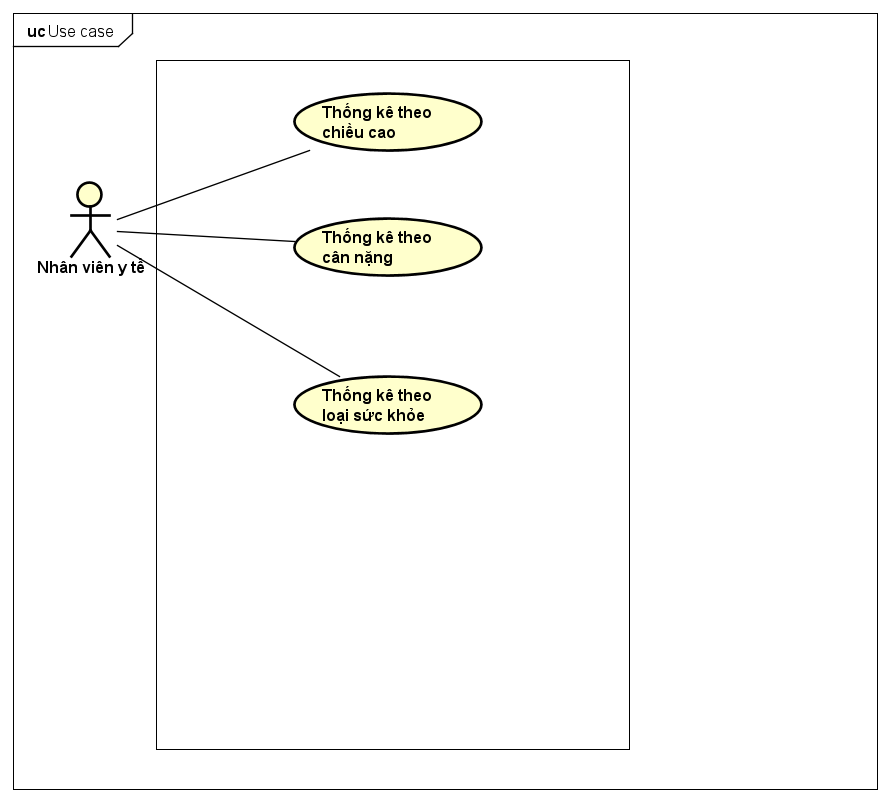 uc Use case
Thống kê theo
chiều cao
Thống kê theo
cân nặng
Nhân viên y tê
Thống kê theo
loại sức khỏe